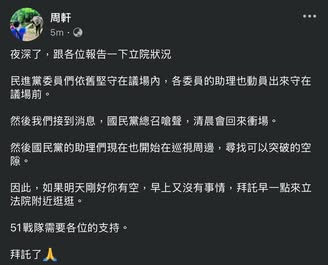 周軒
5m
夜深了，跟各位報告一下立院狀況
民進黨委員們依舊堅守在議場內，各委員的助理也動員出來守在
議場前。
然後我們接到消息，國民黨總召嗆聲，清晨會回來衝場。
然後國民黨的助理們現在也開始在巡視周邊，尋找可以突破的空
隙。
因此，如果明天剛好你有空，早上又沒有事情，拜託早一點來立
法院附近逛逛。
51戰隊需要各位的支持。
拜託了🙏